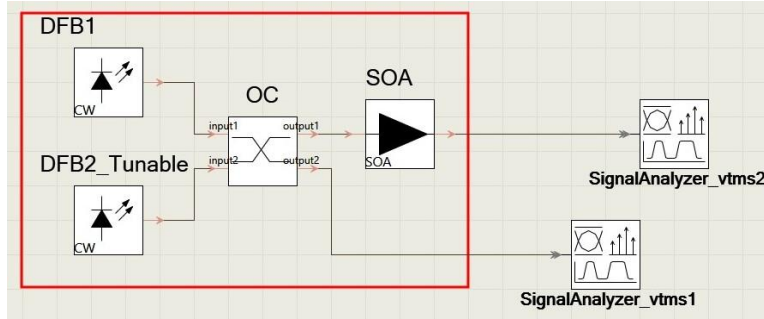 DFB1
CW
OC
SOA
input1
output1
input2
output2
SOA
DFB2_Tunable
CW
SignalAnalyzer_vtms2
SignalAnalyzer_vtms1